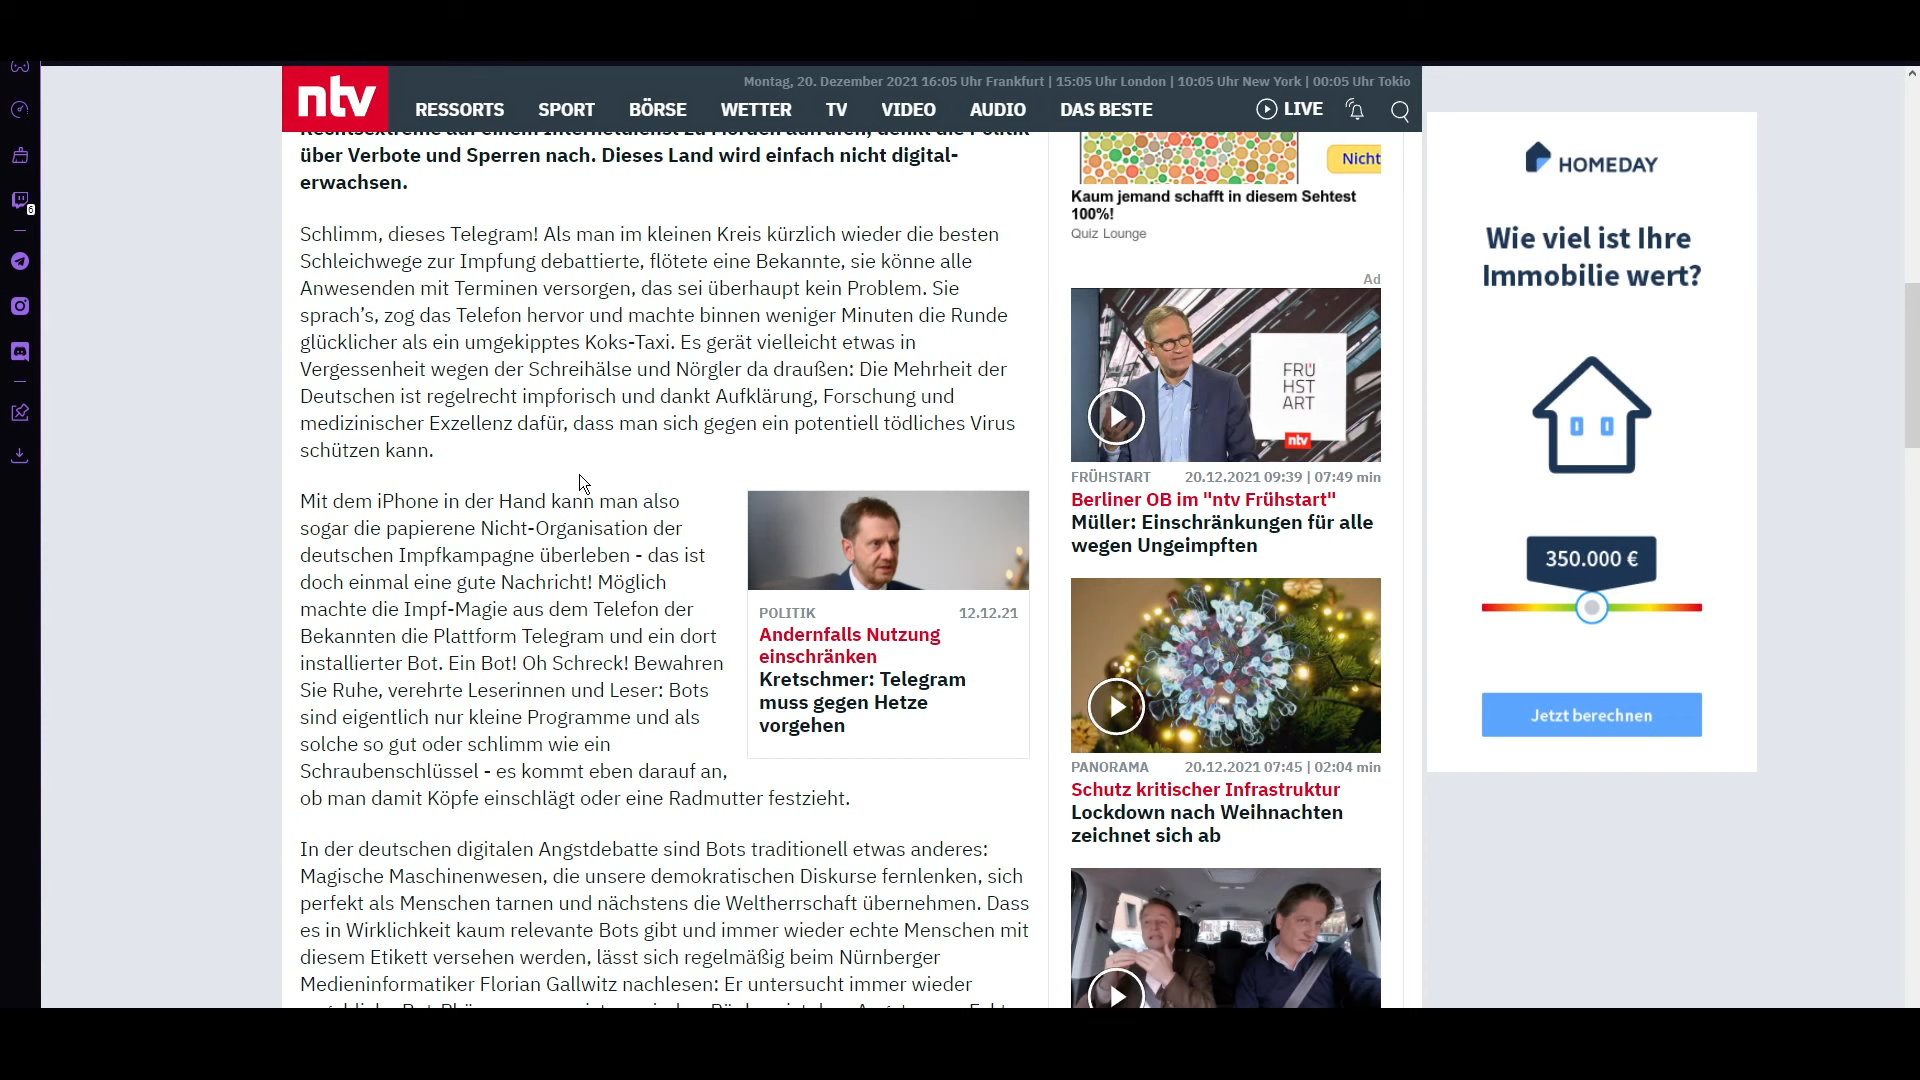 6
ntv
Montag, 20. Dezember 2021 16:05 Uhr Frankfurt | 15:05 Uhr London | 10:05 Uhr New York | 00:05 Uhr Tokio
RESSORTS SPORT BÖRSE WETTER TV VIDEO AUDIO DAS BESTE LIVE
Rechtsextreme auf einem Internetdienst zu Morden aufrufen, denkt die Politik
über Verbote und Sperren nach. Dieses Land wird einfach nicht digital-
erwachsen.
Schlimm, dieses Telegram! Als man im kleinen Kreis kürzlich wieder die besten
Schleichwege zur Impfung debattierte, flötete eine Bekannte, sie könne alle
Anwesenden mit Terminen versorgen, das sei überhaupt kein Problem. Sie
sprach’s, zog das Telefon hervor und machte binnen weniger Minuten die Runde
glücklicher als ein umgekipptes Koks-Taxi. Es gerät vielleicht etwas in
Vergessenheit wegen der Schreihälse und Nörgler da draußen: Die Mehrheit der
Deutschen ist regelrecht impforisch und dankt Aufklärung, Forschung und
medizinischer Exzellenz dafür, dass man sich gegen ein potentiell tödliches Virus
schützen kann.
Mit dem iPhone in der Hand kann man also
sogar die papierene Nicht-Organisation der
deutschen Impfkampagne überleben - das ist
doch einmal eine gute Nachricht! Möglich
machte die Impf-Magie aus dem Telefon der
Bekannten die Plattform Telegram und ein dort
installierter Bot. Ein Bot! Oh Schreck! Bewahren
Sie Ruhe, verehrte Leserinnen und Leser: Bots
sind eigentlich nur kleine Programme und als
solche so gut oder schlimm wie ein
Schraubenschlüssel - es kommt eben darauf an,
ob man damit Köpfe einschlägt oder eine Radmutter festzieht.
POLITIK 12.12.21
Andernfalls Nutzung
einschränken
Kretschmer: Telegram
muss gegen Hetze
vorgehen
In der deutschen digitalen Angstdebatte sind Bots traditionell etwas anderes:
Magische Maschinenwesen, die unsere demokratischen Diskurse fernlenken, sich
perfekt als Menschen tarnen und nächstens die Weltherrschaft übernehmen. Dass
es in Wirklichkeit kaum relevante Bots gibt und immer wieder echte Menschen mit
diesem Etikett versehen werden, lässt sich regelmäßig beim Nürnberger
Medieninformatiker Florian Gallwitz nachlesen: Er untersucht immer wieder
Nicht
Kaum jemand schafft in diesem Sehtest
100%!
Quiz Lounge
Ad
FRÜ
HST
ART
ntv
FRÜHSTART 20.12.2021 09:39 | 07:49 min
Berliner OB im "ntv Frühstart"
Müller: Einschränkungen für alle
wegen Ungeimpften
PANORAMA 20.12.2021 07:45 | 02:04 min
Schutz kritischer Infrastruktur
Lockdown nach Weihnachten
zeichnet sich ab
HOMEDAY
Wie viel ist Ihre
Immobilie wert?
350.000 €
Jetzt berechnen